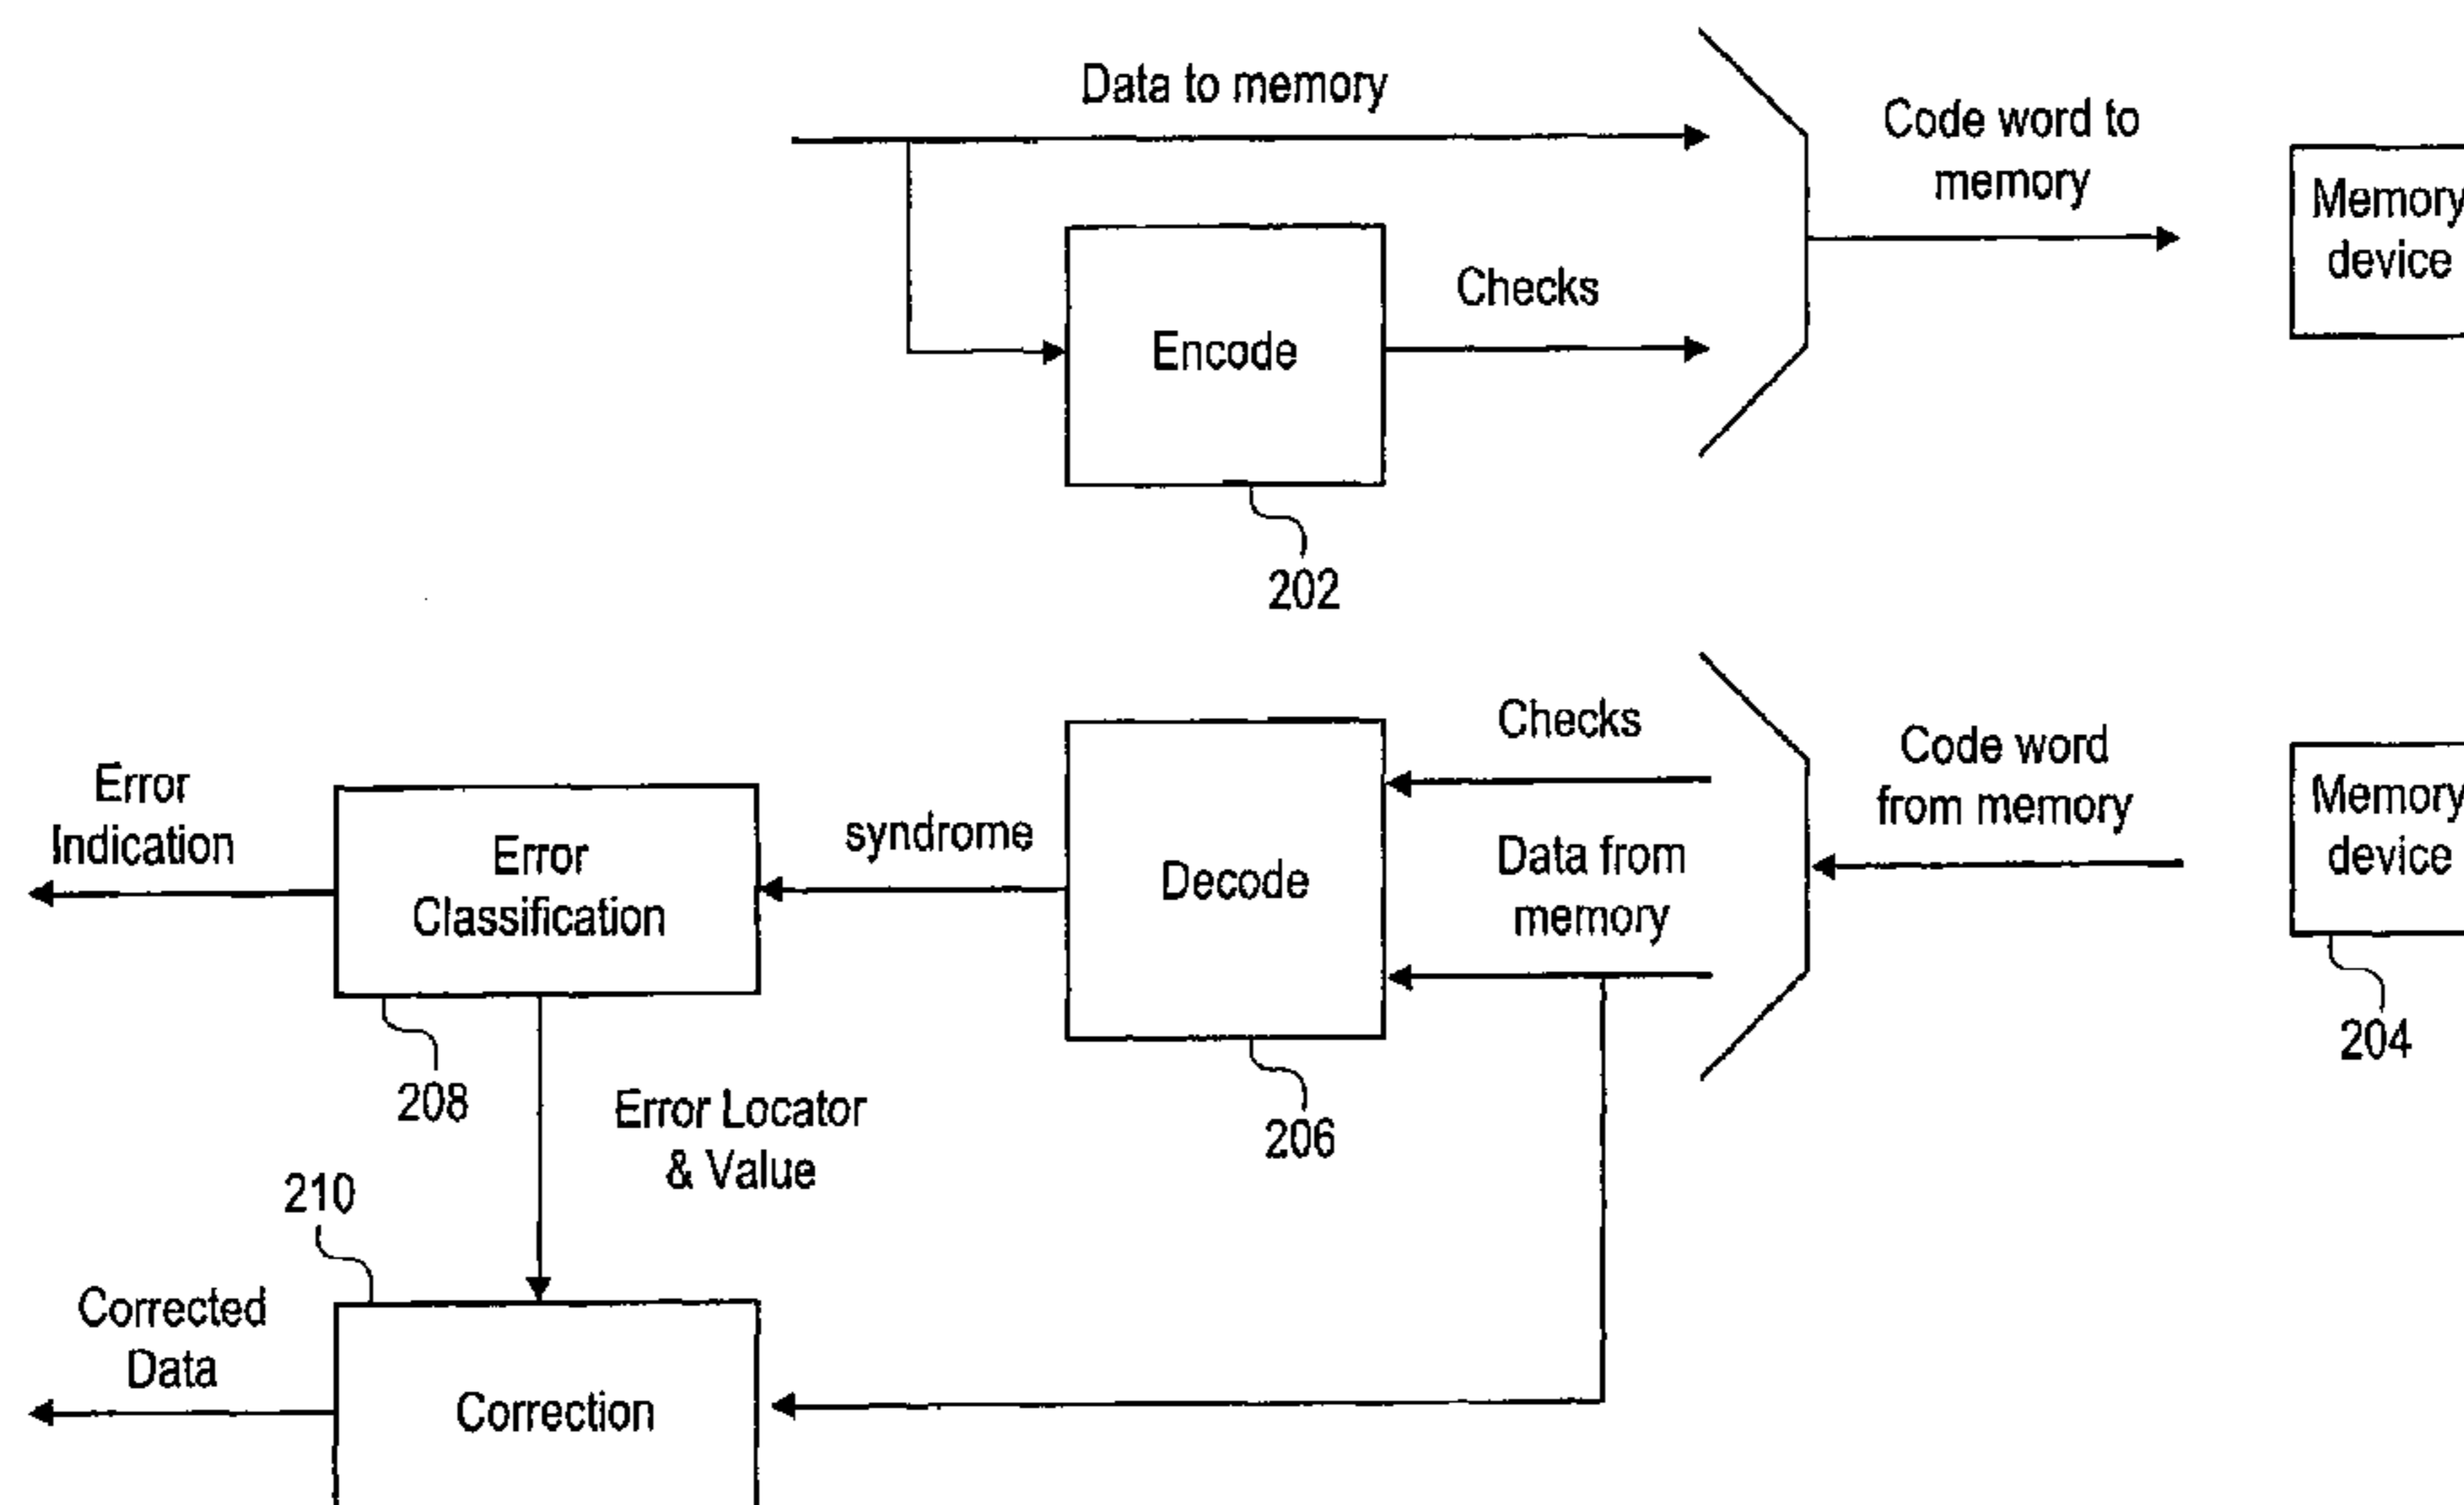 Data to memory
Code word to
memory
Memory
device
Checks
Encode
202
Checks
Code word
from memory
Memory
device
204
Data from
memory
Decode
206
syndrome
Error
Indication
Error
Classification
208
Error Locator
& Value
210
Corrected
Data
Correction